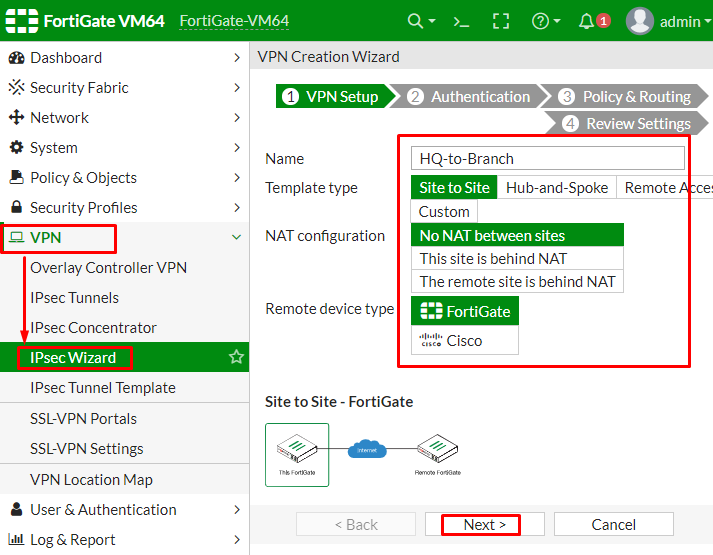 FortiGate VM64 FortiGate-VM64 1 admin
Dashboard
Security Fabric
Network
System
Policy & Objects
Security Profiles
VPN
Overlay Controller VPN
IPsec Tunnels
IPsec Concentrator
IPsec Wizard
IPsec Tunnel Template
SSL-VPN Portals
SSL-VPN Settings
VPN Location Map
User & Authentication
Log & Report
VPN Creation Wizard
1 VPN Setup 2 Authentication 3 Policy & Routing
4 Review Settings
Name HQ-to-Branch
Template type Site to Site Hub-and-Spoke Remote Acces
Custom
NAT configuration No NAT between sites
This site is behind NAT
The remote site is behind NAT
Remote device type FortiGate
CISCO Cisco
Site to Site - FortiGate
Internet
This FortiGate Remote FortiGate
< Back Next > Cancel